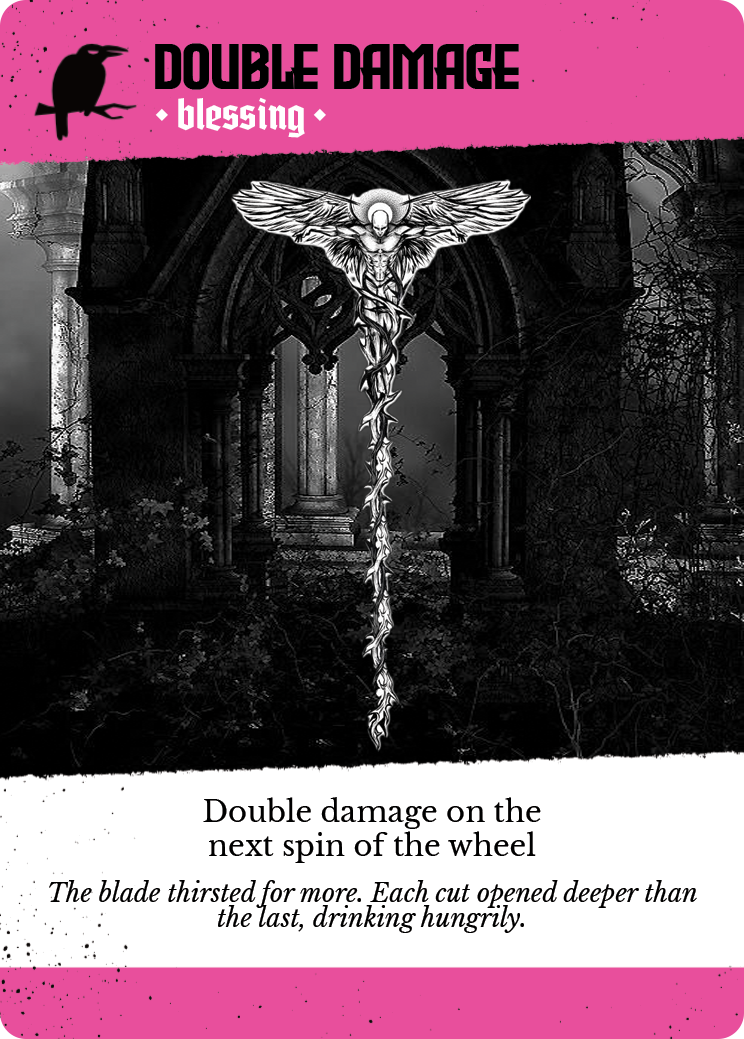 DOUBLE DAMAGE
• blessing •
Double damage on the
next spin of the wheel
The blade thirsted for more. Each cut opened deeper than
the last, drinking hungrily.